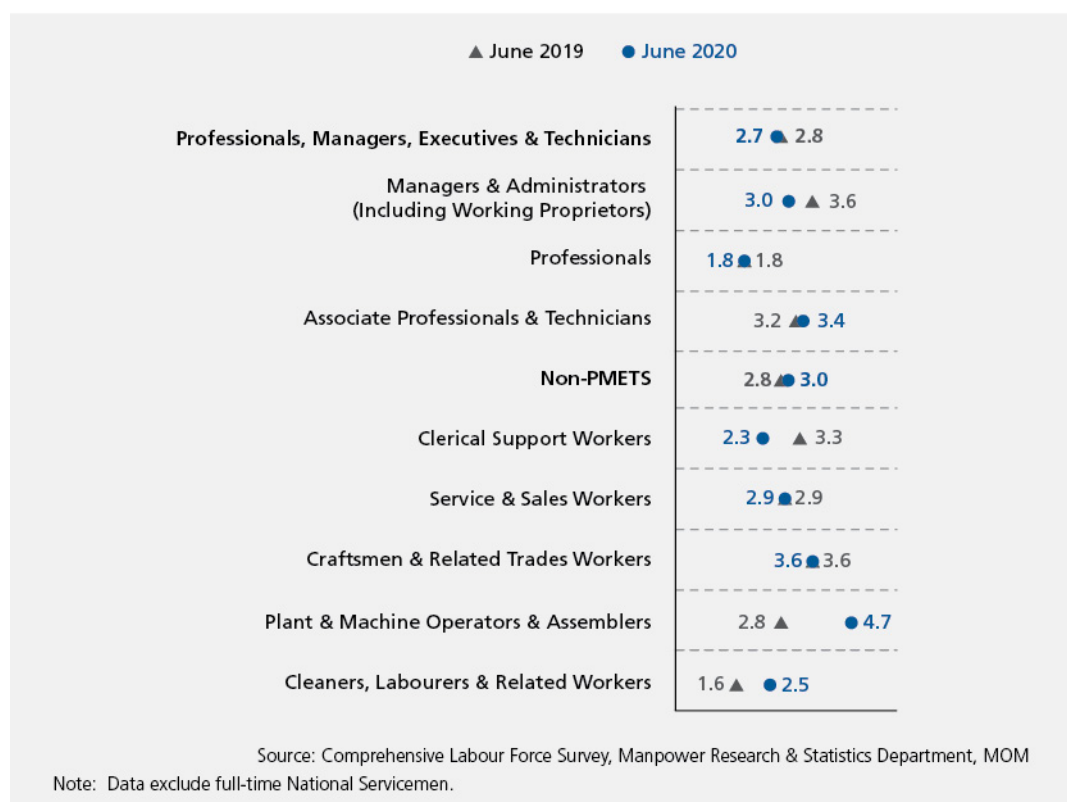 ▲ June 2019 ● June 2020
Professionals, Managers, Executives & Technicians 2.7 2.8
Managers & Administrators
(Including Working Proprietors) 3.0 3.6
Professionals 1.8 1.8
Associate Professionals & Technicians 3.2 3.4
Non-PMETS 2.8 3.0
Clerical Support Workers 2.3 3.3
Service & Sales Workers 2.9 2.9
Craftsmen & Related Trades Workers 3.6 3.6
Plant & Machine Operators & Assemblers 2.8 4.7
Cleaners, Labourers & Related Workers 1.6 2.5
Source: Comprehensive Labour Force Survey, Manpower Research & Statistics Department, MOM
Note: Data exclude full-time National Servicemen.